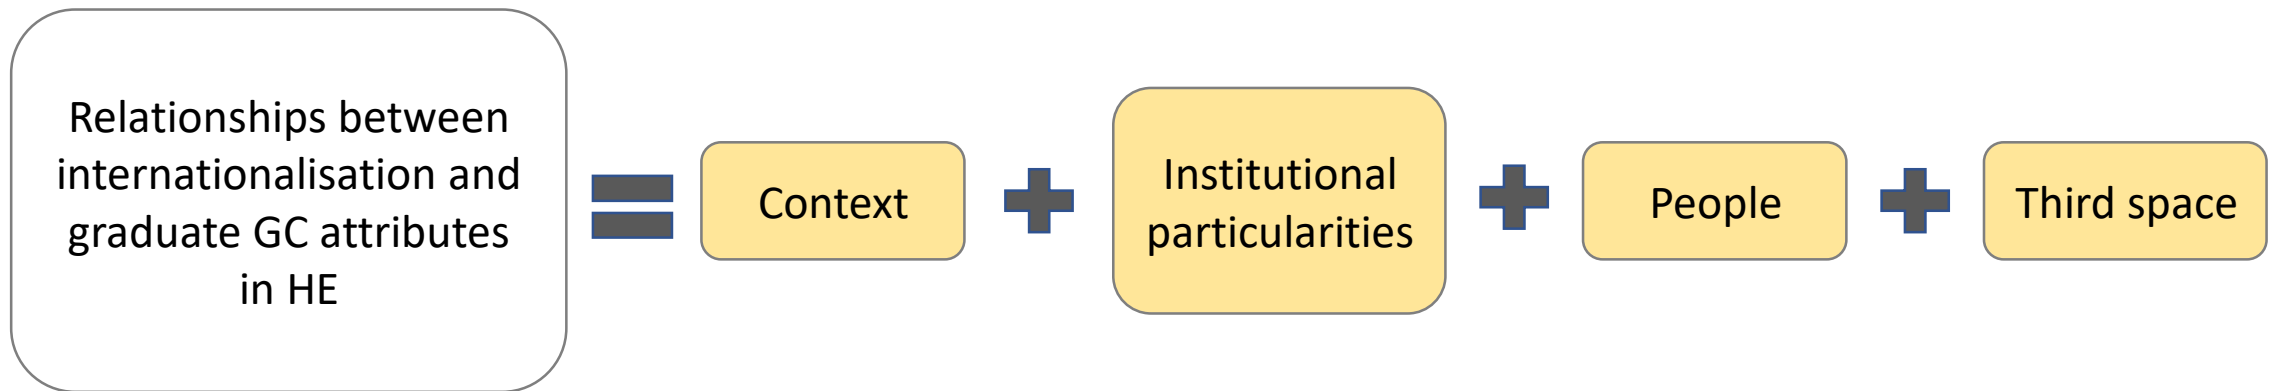 Relationships between
internationalisation and
graduate GC attributes
in HE
Context
Institutional
particularities
People
Third space